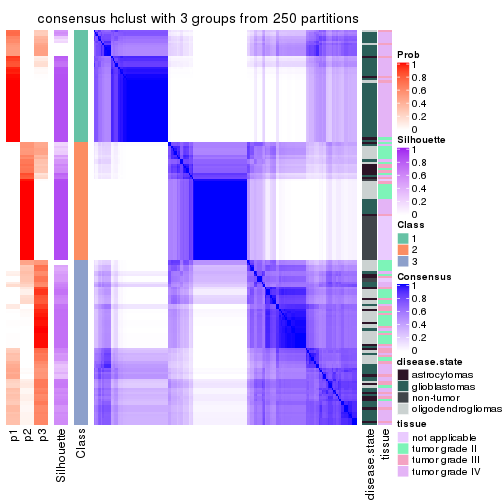 consensus hclust with 3 groups from 250 partitions
Prob
1
0.8
0.6
0.4
0.2
0
Silhouette
1
0.8
0.6
0.4
0.2
0
Class
1
2
3
Consensus
1
0.8
0.6
0.4
0.2
0
disease.state
astrocytomas
glioblastomas
non-tumor
oligodendrogliomas
tissue
not applicable
tumor grade II
tumor grade III
tumor grade IV
p1
p2
p3
Silhouette
Class
disease.state
tissue